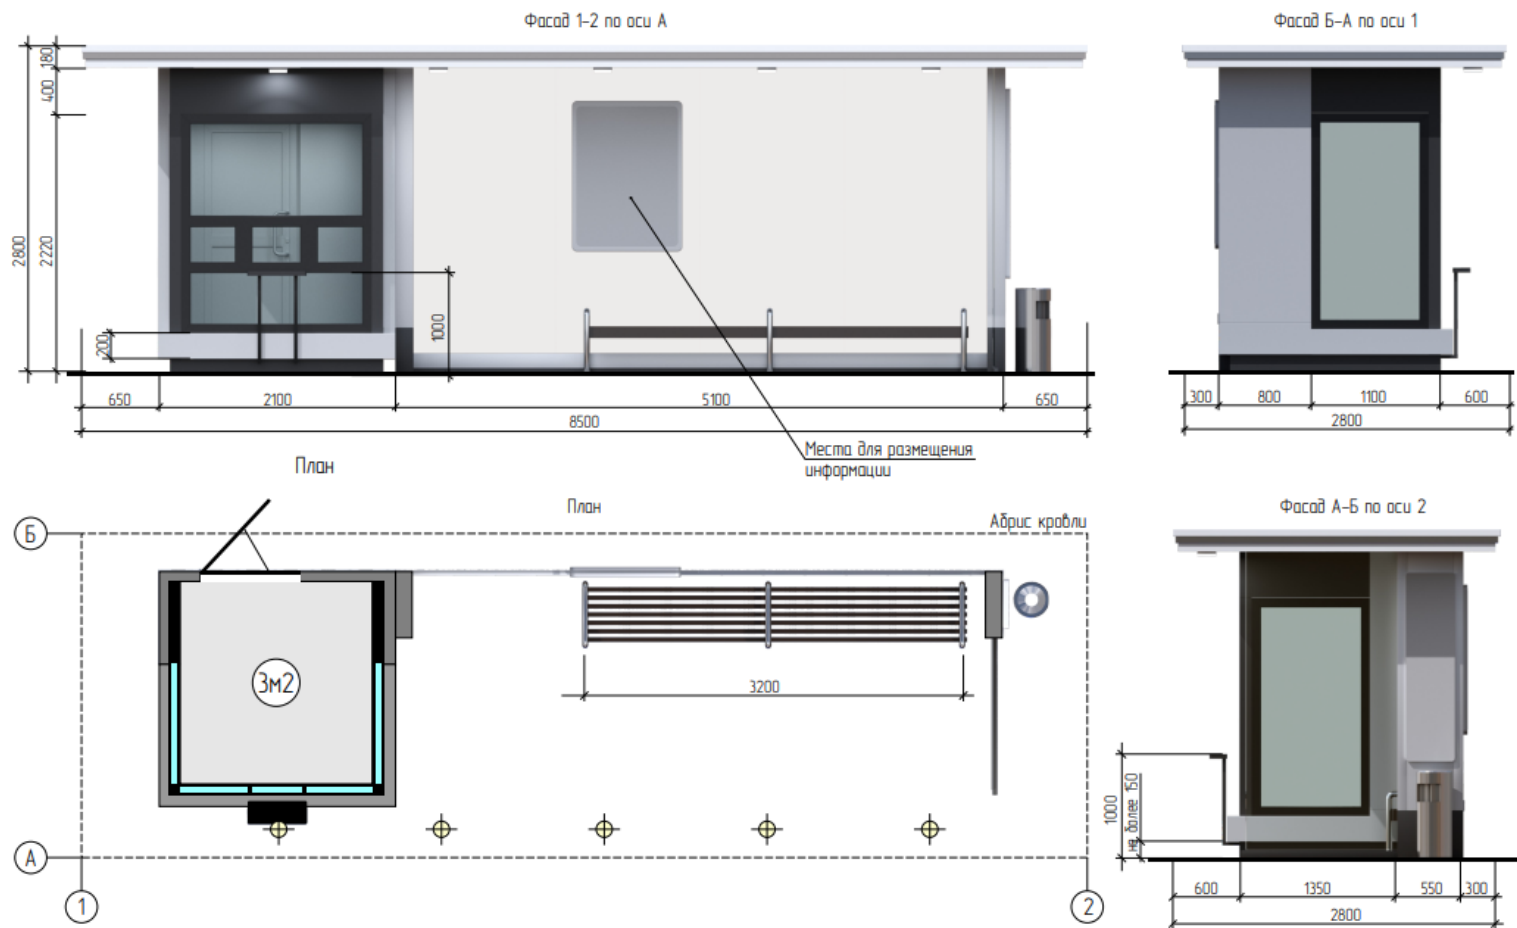 Фасад 1-2 по оси А
Фасад Б-А по оси 1
180
400
2800
2220
200
1000
650
2100
5100
650
8500
300
800
1100
600
2800
Места для размещения
информации
План
План
Фасад А-Б по оси 2
Абрис кровли
Б
3м2
3200
А
1
2
1000
не более 150
600
1350
550
300
2800